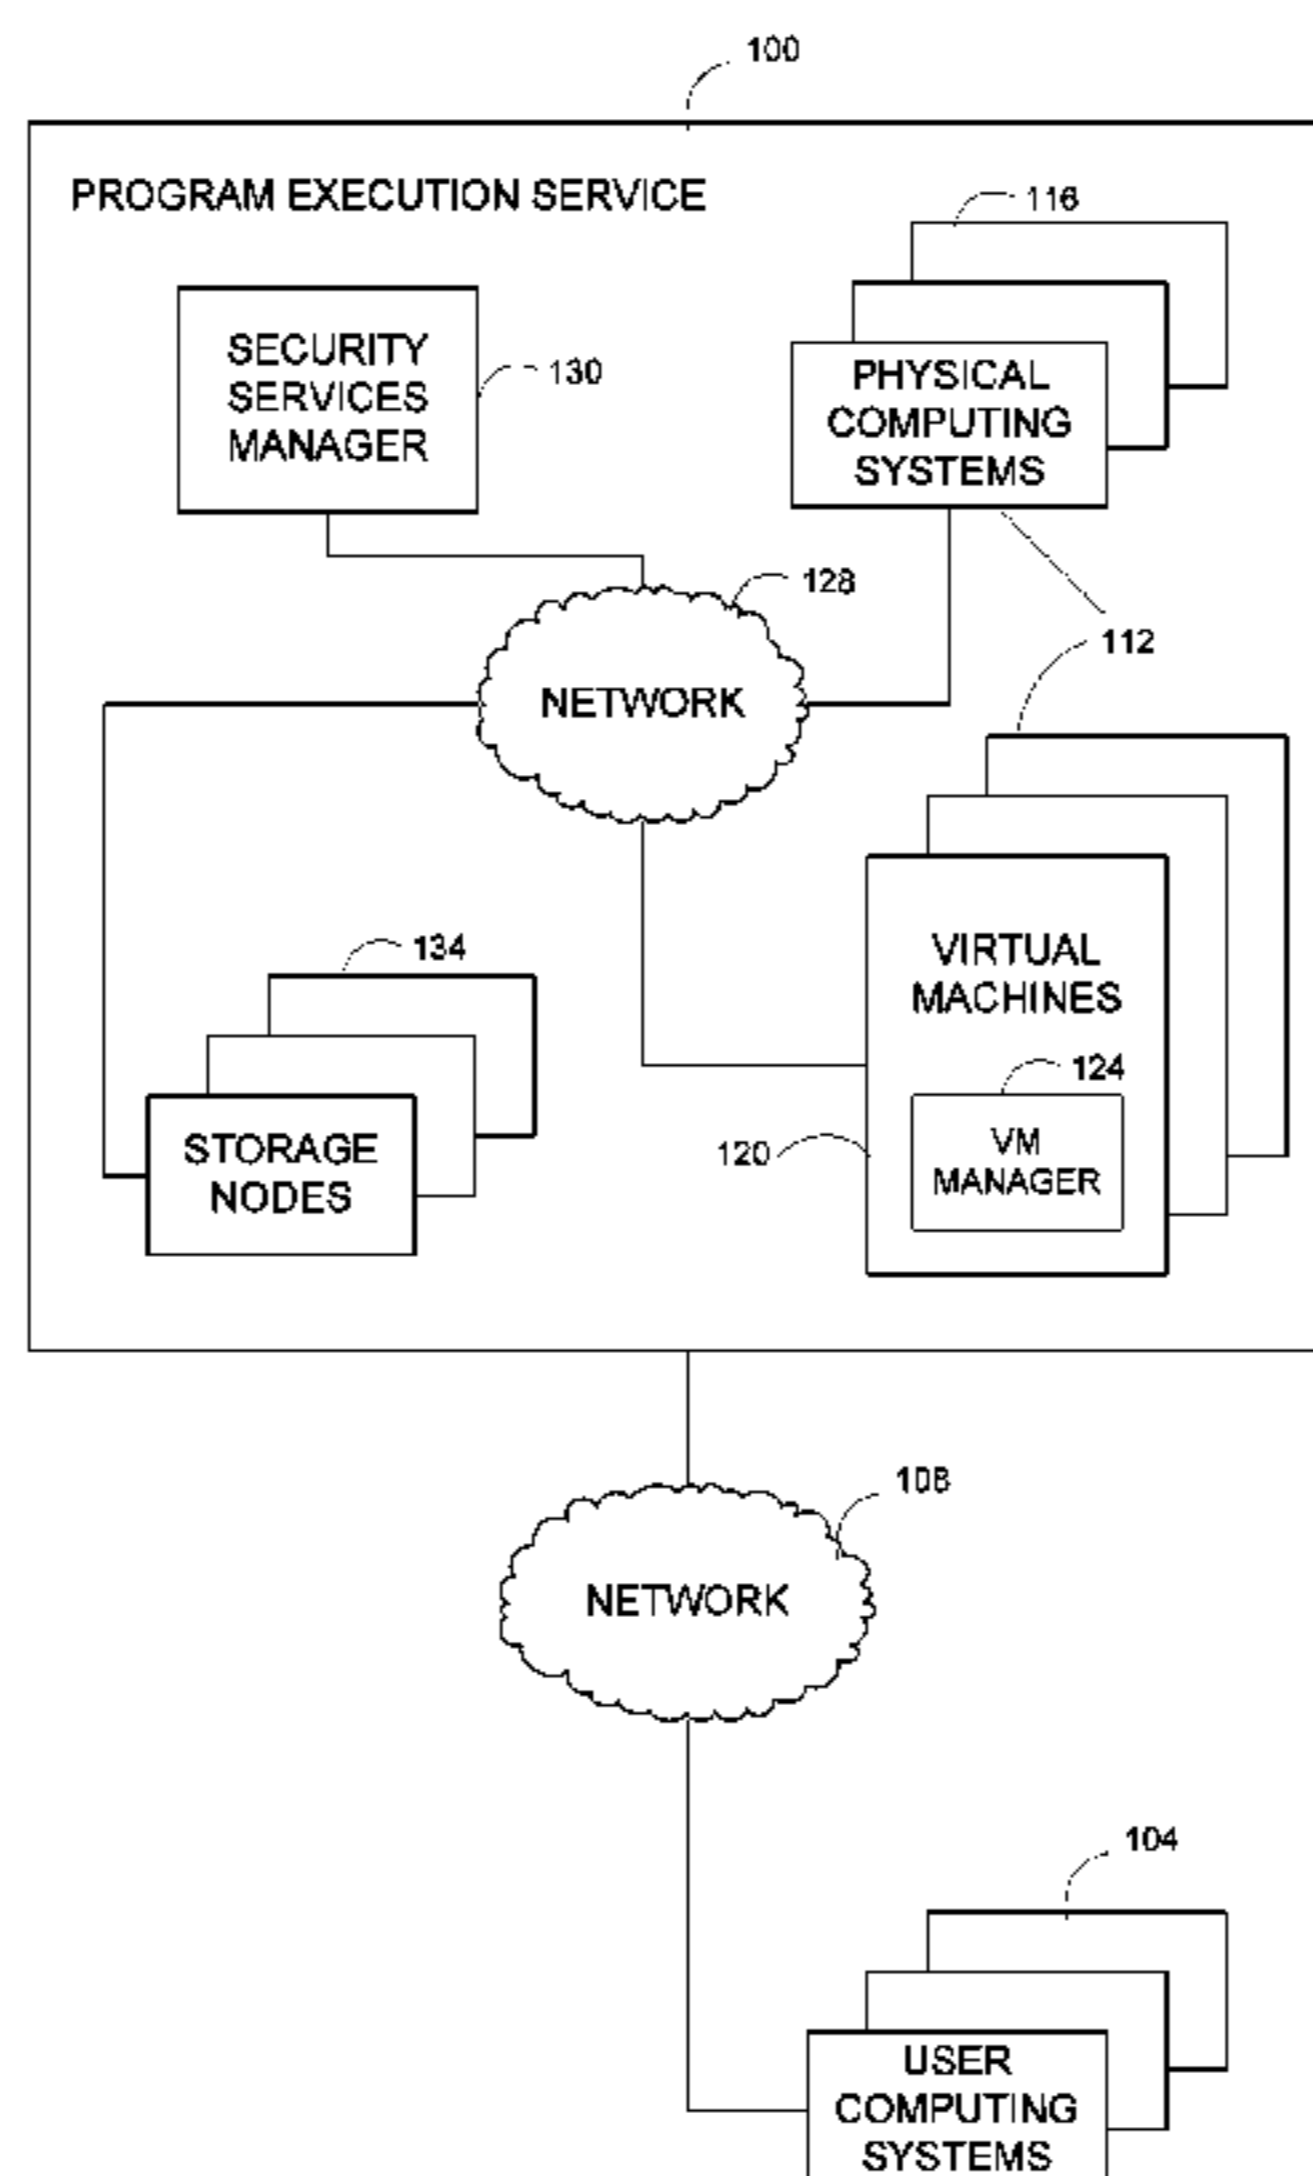 100
PROGRAM EXECUTION SERVICE
116
SECURITY
SERVICES
MANAGER
130
PHYSICAL
COMPUTING
SYSTEMS
128
NETWORK
112
134
STORAGE
NODES
VIRTUAL
MACHINES
124
120
VM
MANAGER
108
NETWORK
104
USER
COMPUTING
SYSTEMS